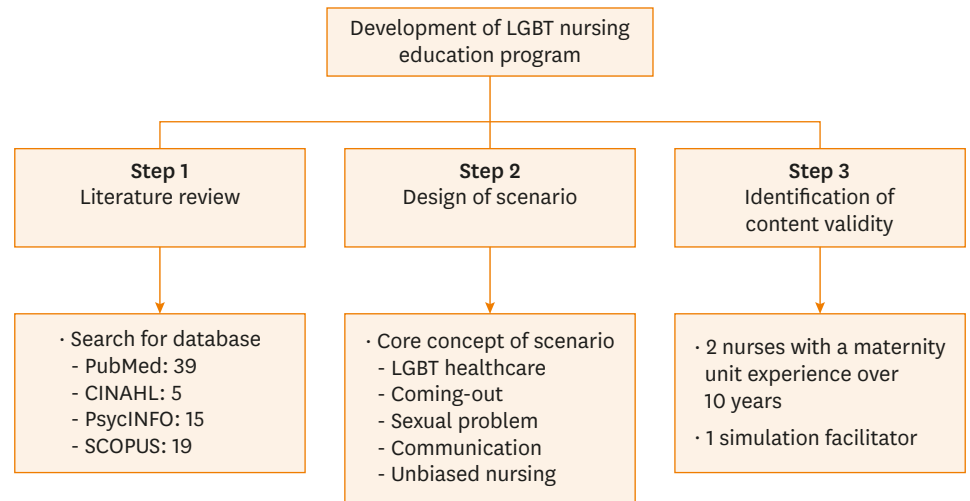 Development of LGBT nursing
education program
Step 1
Literature review
Step 2
Design of scenario
Step 3
Identification of
content validity
· Search for database
- PubMed: 39
- CINAHL: 5
- PsycINFO: 15
- SCOPUS: 19
· Core concept of scenario
- LGBT healthcare
- Coming-out
- Sexual problem
- Communication
- Unbiased nursing
· 2 nurses with a maternity
unit experience over
10 years
· 1 simulation facilitator